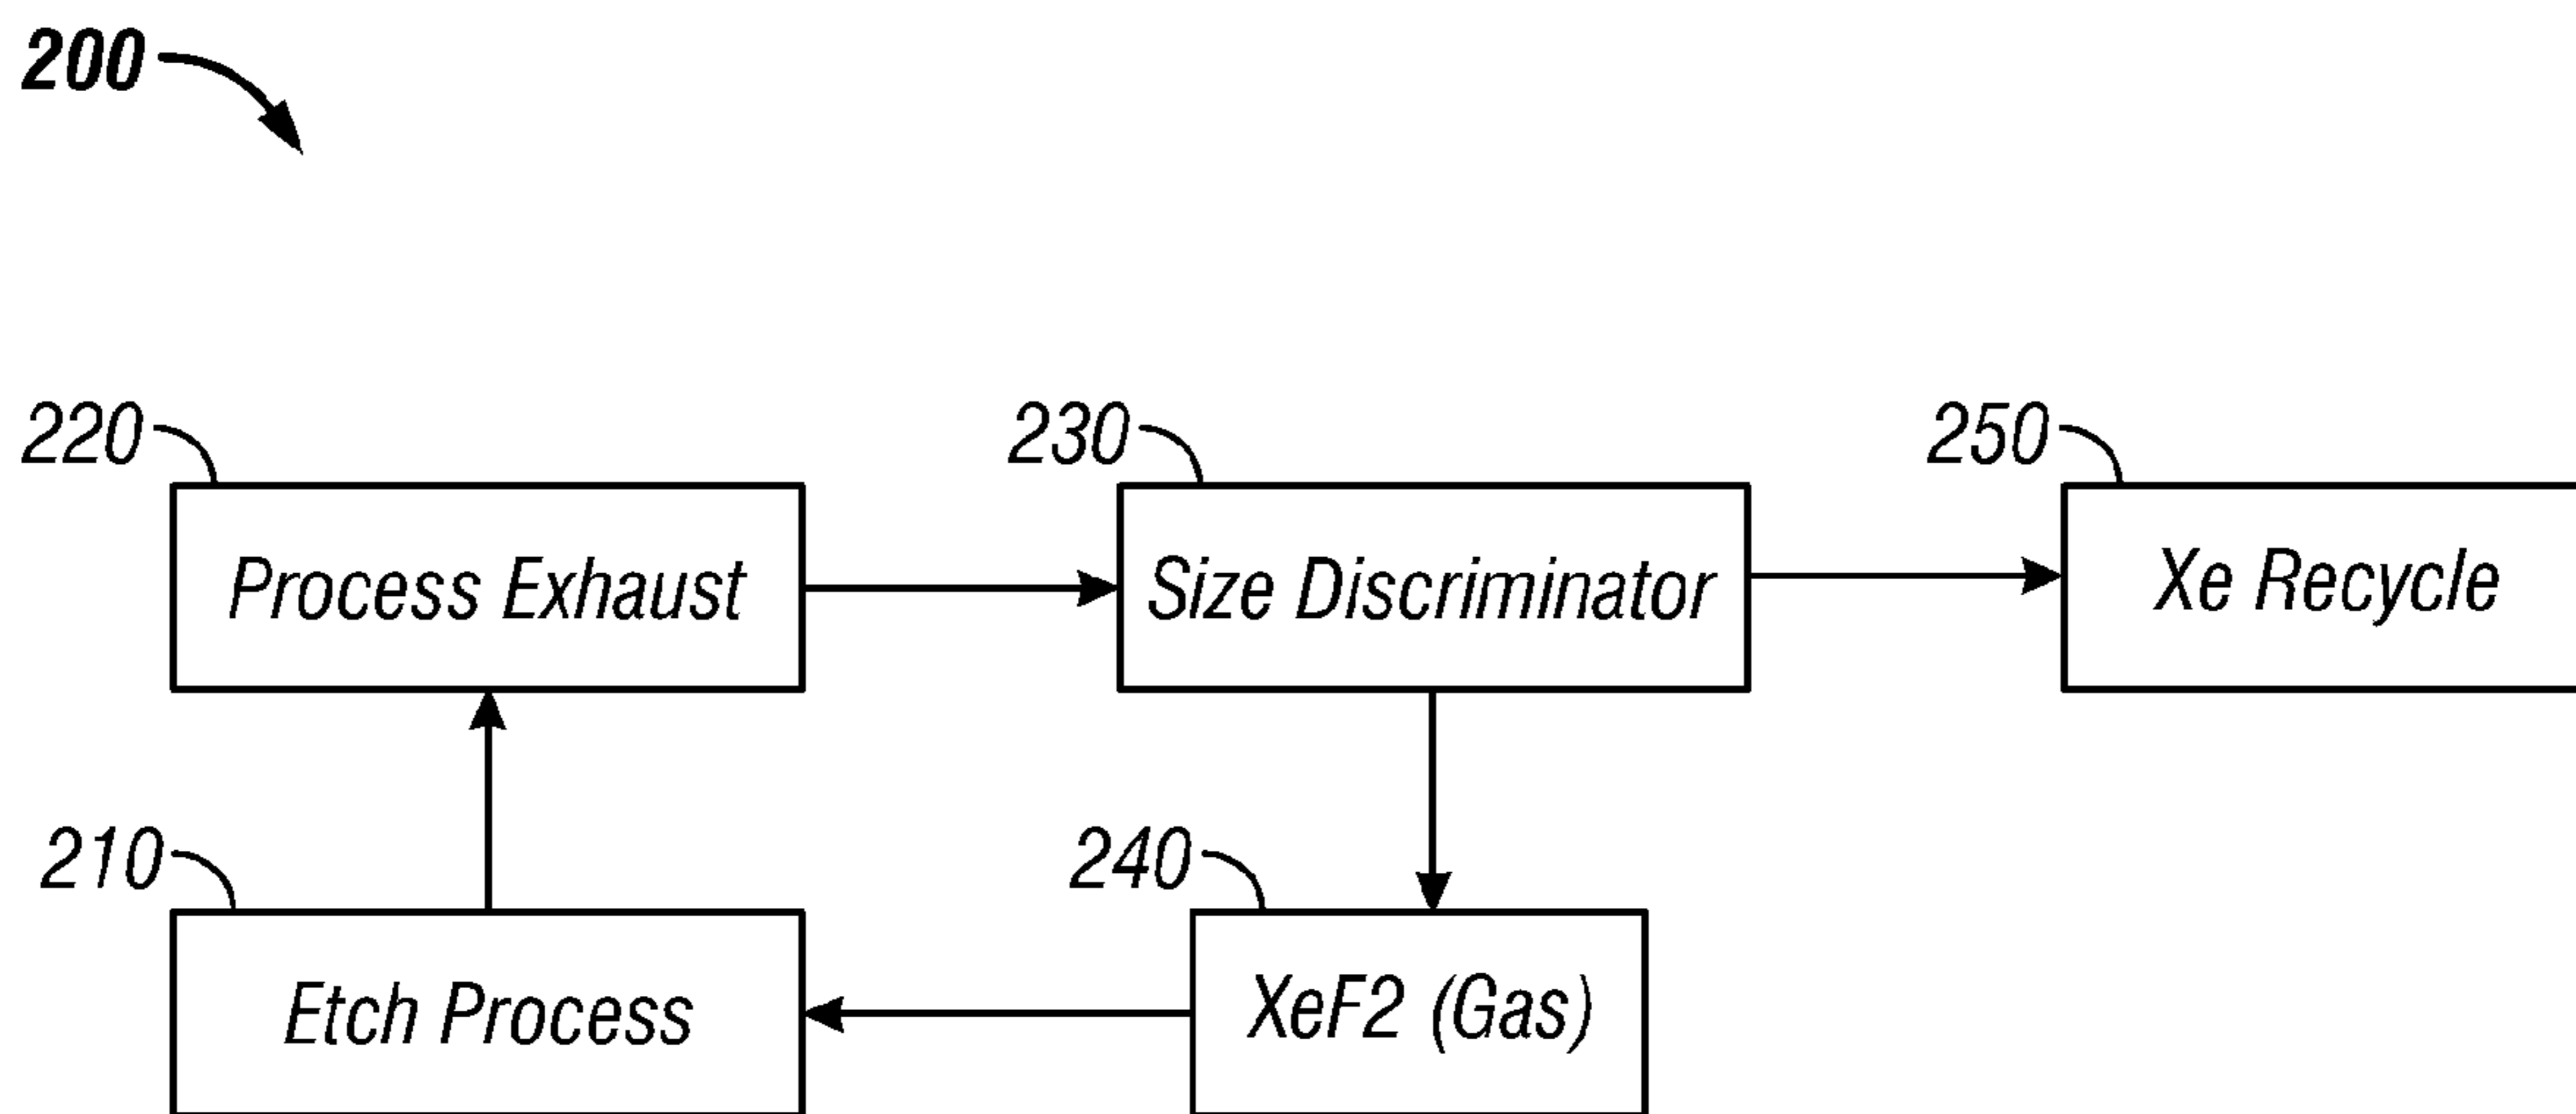 200
220
230
250
Process Exhaust
Size Discriminator
Xe Recycle
210
240
Etch Process
XeF2 (Gas)